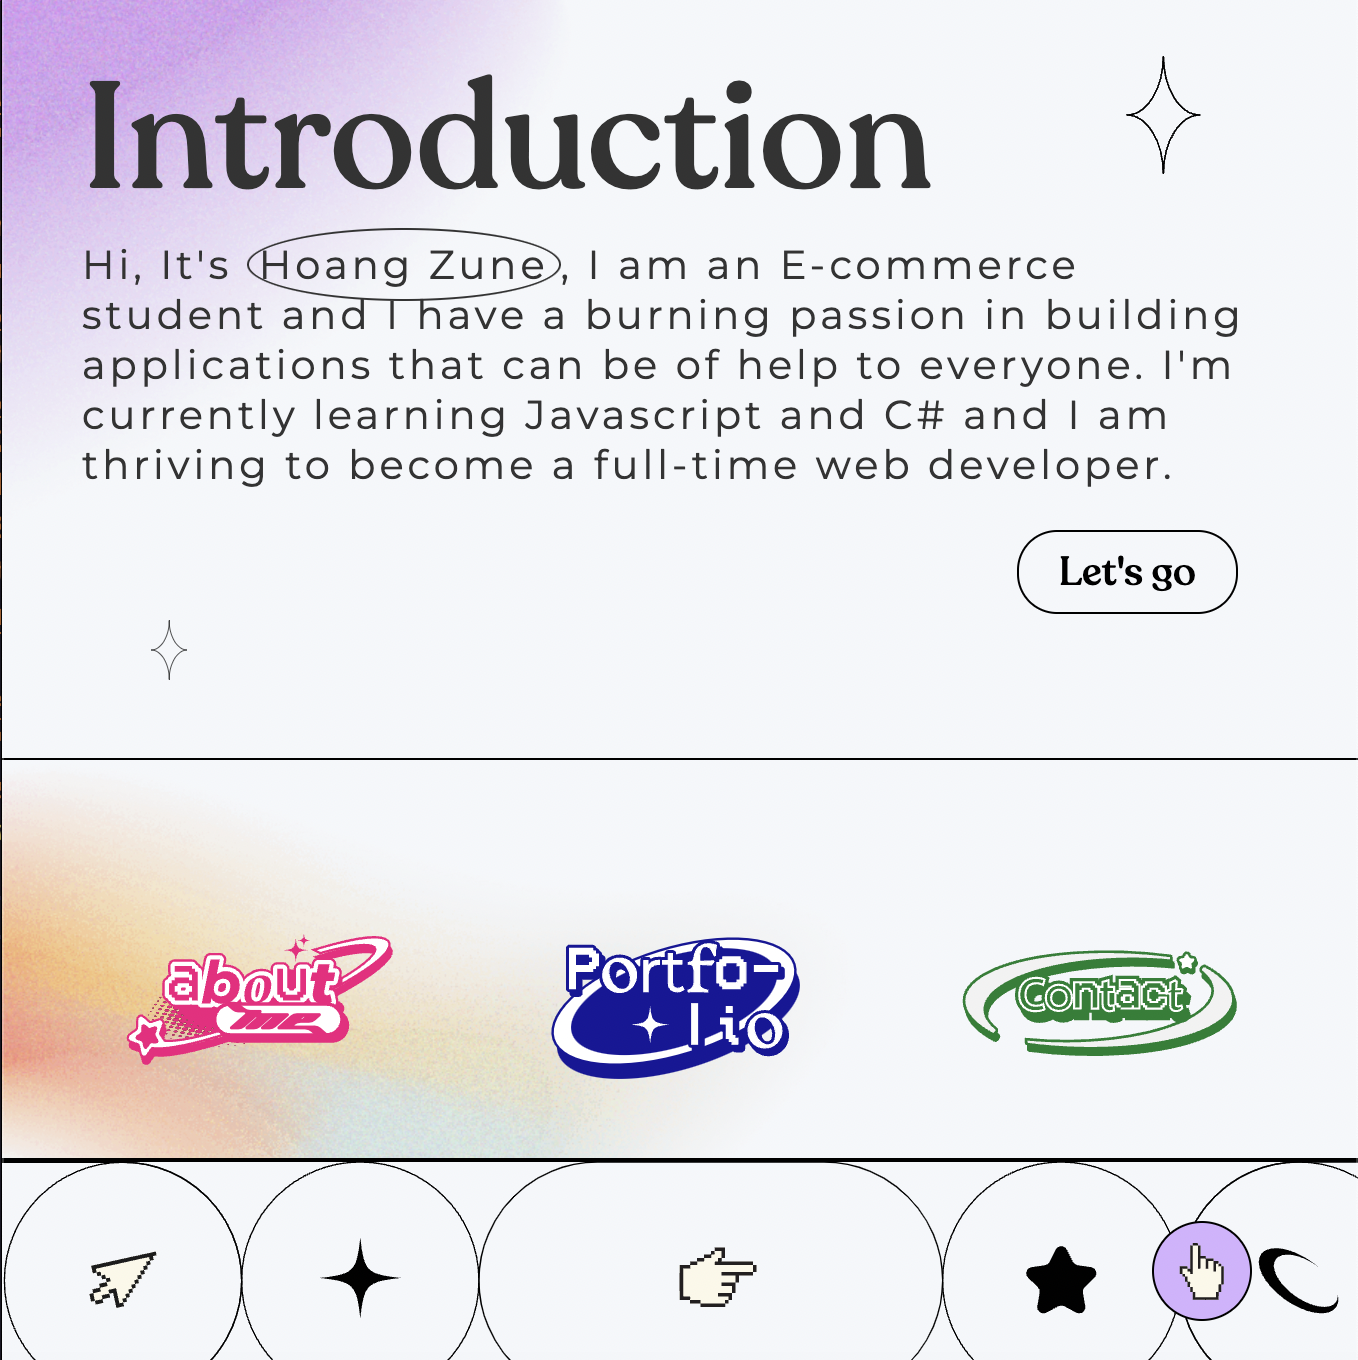 Introduction
Hi, It's Hoang Zune, I am an E-commerce
student and I have a burning passion in building
applications that can be of help to everyone. I'm
currently learning Javascript and C# and I am
thriving to become a full-time web developer.
Let's go
about
me
Portfo-
lio
Contact